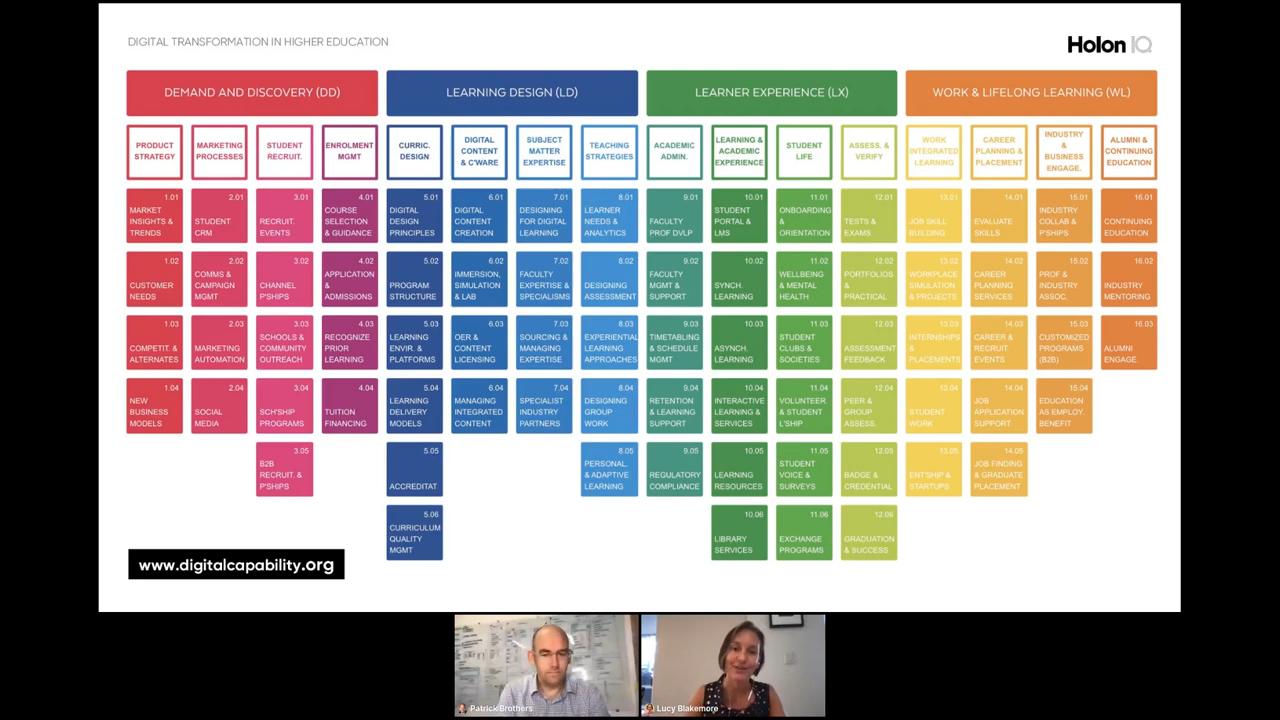 DIGITAL TRANSFORMATION IN HIGHER EDUCATION
Holon IQ
DEMAND AND DISCOVERY (DD)
LEARNING DESIGN (LD)
LEARNER EXPERIENCE (LX)
WORK & LIFELONG LEARNING (WL)
PRODUCT
STRATEGY
MARKETING
PROCESSES
STUDENT
RECRUIT.
ENROLMENT
MGMT
CURRIC.
DESIGN
DIGITAL
CONTENT
& C'WARE
SUBJECT
MATTER
EXPERTISE
TEACHING
STRATEGIES
ACADEMIC
ADMIN.
LEARNING &
ACADEMIC
EXPERIENCE
STUDENT
LIFE
ASSESS. &
VERIFY
WORK
INTEGRATED
LEARNING
CAREER
PLANNING &
PLACEMENT
INDUSTRY
&
BUSINESS
ENGAGE.
ALUMNI &
CONTINUING
EDUCATION
1.01
MARKET
INSIGHTS &
TRENDS
2.01
STUDENT
CRM
3.01
RECRUIT.
EVENTS
4.01
COURSE
SELECTION
& GUIDANCE
5.01
DIGITAL
DESIGN
PRINCIPLES
6.01
DIGITAL
CONTENT
CREATION
7.01
DESIGNING
FOR DIGITAL
LEARNING
8.01
LEARNER
NEEDS &
ANALYTICS
9.01
FACULTY
PROF DVLP
10.01
STUDENT
PORTAL &
LMS
11.01
ONBOARDING
&
ORIENTATION
12.01
TESTS &
EXAMS
13.01
JOB SKILL
BUILDING
14.01
EVALUATE
SKILLS
15.01
INDUSTRY
COLLAB &
P'SHIPS
16.01
CONTINUING
EDUCATION
1.02
CUSTOMER
NEEDS
2.02
COMMS &
CAMPAIGN
MGMT
3.02
CHANNEL
P'SHIPS
4.02
APPLICATION
&
ADMISSIONS
5.02
PROGRAM
STRUCTURE
6.02
IMMERSION,
SIMULATION
& LAB
7.02
FACULTY
EXPERTISE &
SPECIALISMS
8.02
DESIGNING
ASSESSMENT
9.02
FACULTY
MGMT &
SUPPORT
10.02
SYNCH.
LEARNING
11.02
WELLBEING
& MENTAL
HEALTH
12.02
PORTFOLIOS
&
PRACTICAL
13.02
WORKPLACE
SIMULATION
& PROJECTS
14.02
CAREER
PLANNING
SERVICES
15.02
PROF &
INDUSTRY
ASSOC.
16.02
INDUSTRY
MENTORING
1.03
COMPETIT. &
ALTERNATES
2.03
MARKETING
AUTOMATION
3.03
SCHOOLS &
COMMUNITY
OUTREACH
4.03
RECOGNIZE
PRIOR
LEARNING
5.03
LEARNING
ENVIR. &
PLATFORMS
6.03
OER &
CONTENT
LICENSING
7.03
SOURCING &
MANAGING
EXPERTISE
8.03
EXPERIENTIAL
LEARNING
APPROACHES
9.03
TIMETABLING
& SCHEDULE
MGMT
10.03
ASYNCH.
LEARNING
11.03
STUDENT
CLUBS &
SOCIETIES
12.03
ASSESSMENT
FEEDBACK
13.03
INTERNSHIPS
&
PLACEMENTS
14.03
CAREER &
RECRUIT
EVENTS
15.03
CUSTOMIZED
PROGRAMS
(B2B)
16.03
ALUMNI
ENGAGE.
1.04
NEW
BUSINESS
MODELS
2.04
SOCIAL
MEDIA
3.04
SCH'SHIP
PROGRAMS
4.04
TUITION
FINANCING
5.04
LEARNING
DELIVERY
MODELS
6.04
MANAGING
INTEGRATED
CONTENT
7.04
SPECIALIST
INDUSTRY
PARTNERS
8.04
DESIGNING
GROUP
WORK
9.04
RETENTION
& LEARNING
SUPPORT
10.04
INTERACTIVE
LEARNING &
SERVICES
11.04
VOLUNTEER.
& STUDENT
L'SHIP
12.04
PEER &
GROUP
ASSESS.
13.04
STUDENT
WORK
14.04
JOB
APPLICATION
SUPPORT
15.04
EDUCATION
AS EMPLOY.
BENEFIT
3.05
B2B
RECRUIT. &
P'SHIPS
5.05
ACCREDITAT
8.05
PERSONAL.
& ADAPTIVE
LEARNING
9.05
REGULATORY
COMPLIANCE
10.05
LEARNING
RESOURCES
11.05
STUDENT
VOICE &
SURVEYS
12.05
BADGE &
CREDENTIAL
13.05
ENT'SHIP &
STARTUPS
14.05
JOB FINDING
& GRADUATE
PLACEMENT
5.06
CURRICULUM
QUALITY
MGMT
10.06
LIBRARY
SERVICES
11.06
EXCHANGE
PROGRAMS
12.06
GRADUATION
& SUCCESS
www.digitalcapability.org
Patrick Brothers
Lucy Blakemore